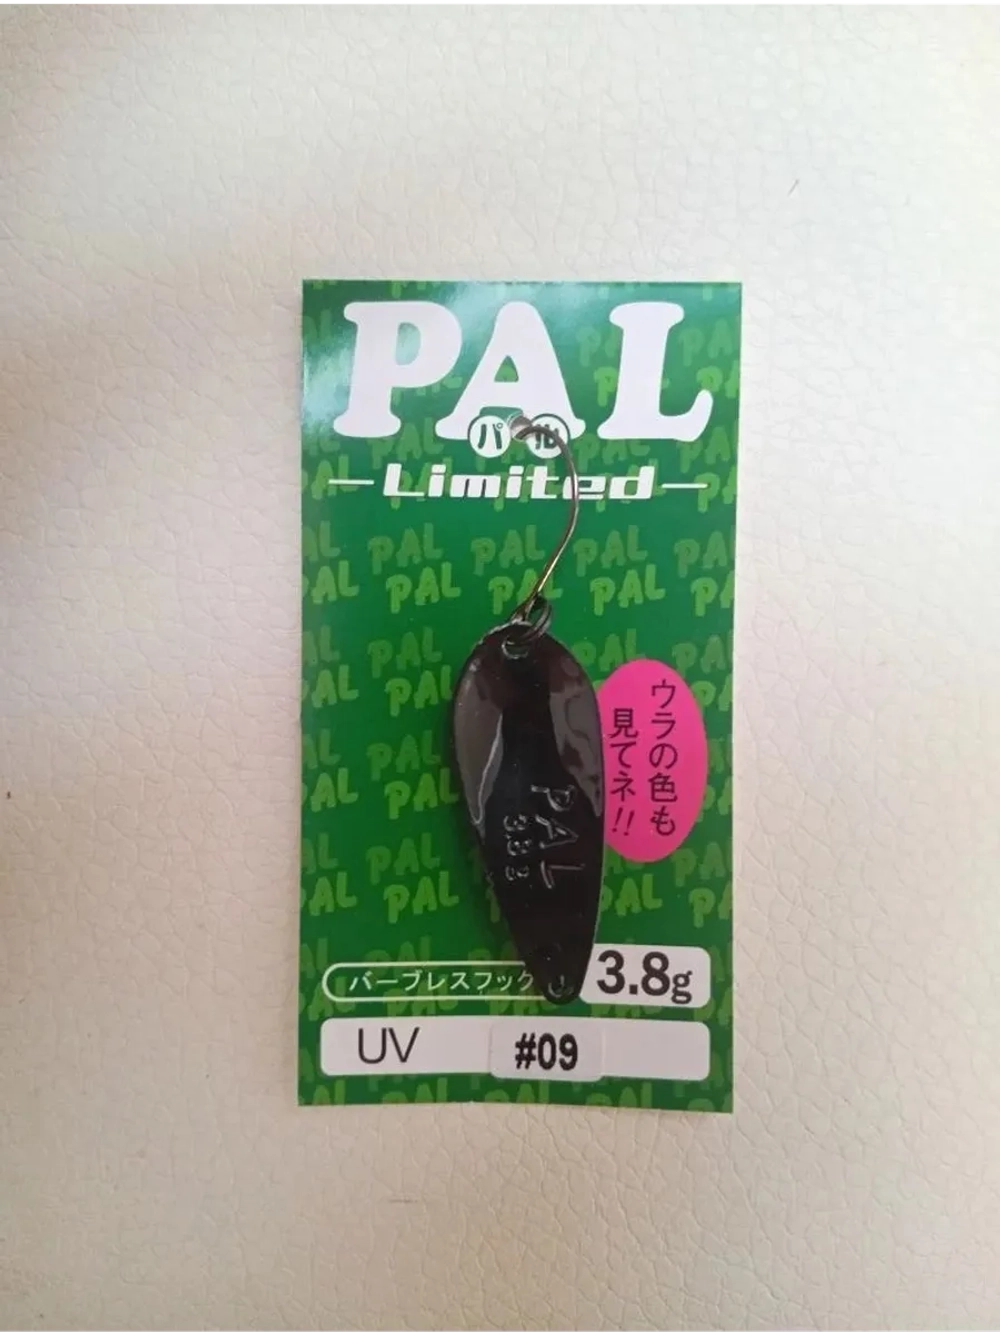 PAL
パル
Limited
ウラの色も
見てネ!!
PAL
3.8g
バーブレスフック
3.8g
UV
#09